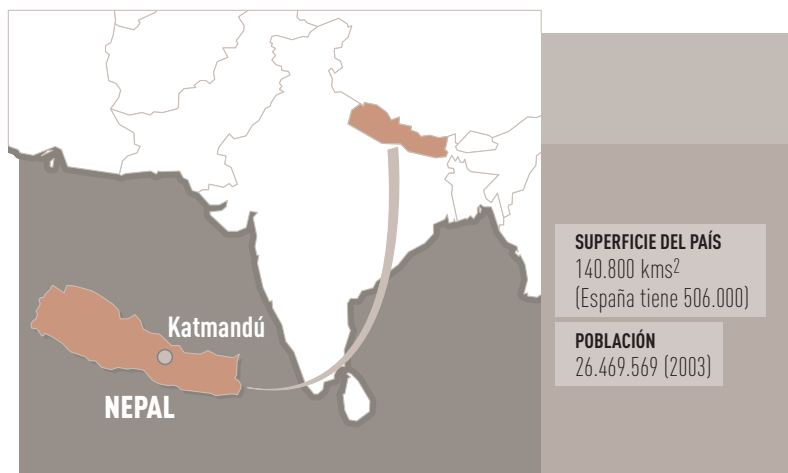 Katmandú
NEPAL
SUPERFICIE DEL PAÍS
140.800 kms²
(España tiene 506.000)
POBLACIÓN
26.469.569 (2003)